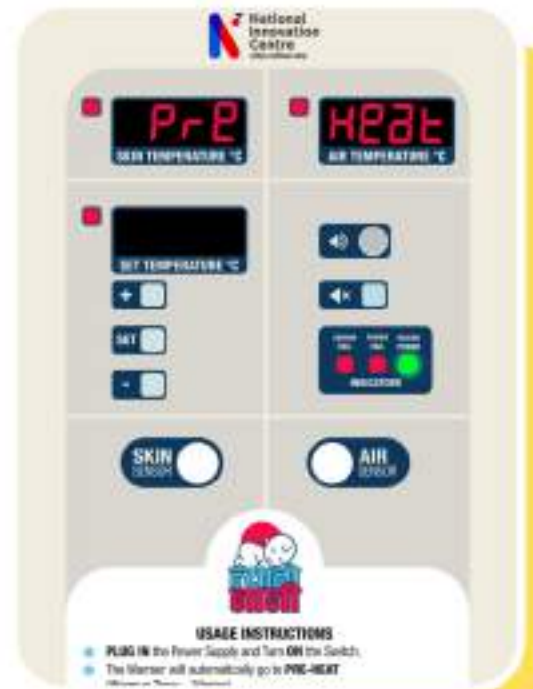 National
Innovation
Centre
PrE
HEAt
SKIN TEMPERATURE °C
AIR TEMPERATURE °C
SET TEMPERATURE °C
+
SET
-
POWER
INDICATORS
SKIN
SENSOR
AIR
SENSOR
USAGE INSTRUCTIONS
PLUG IN the Power Supply and Turn ON the Switch.
The Warmer will automatically go to PRE-HEAT